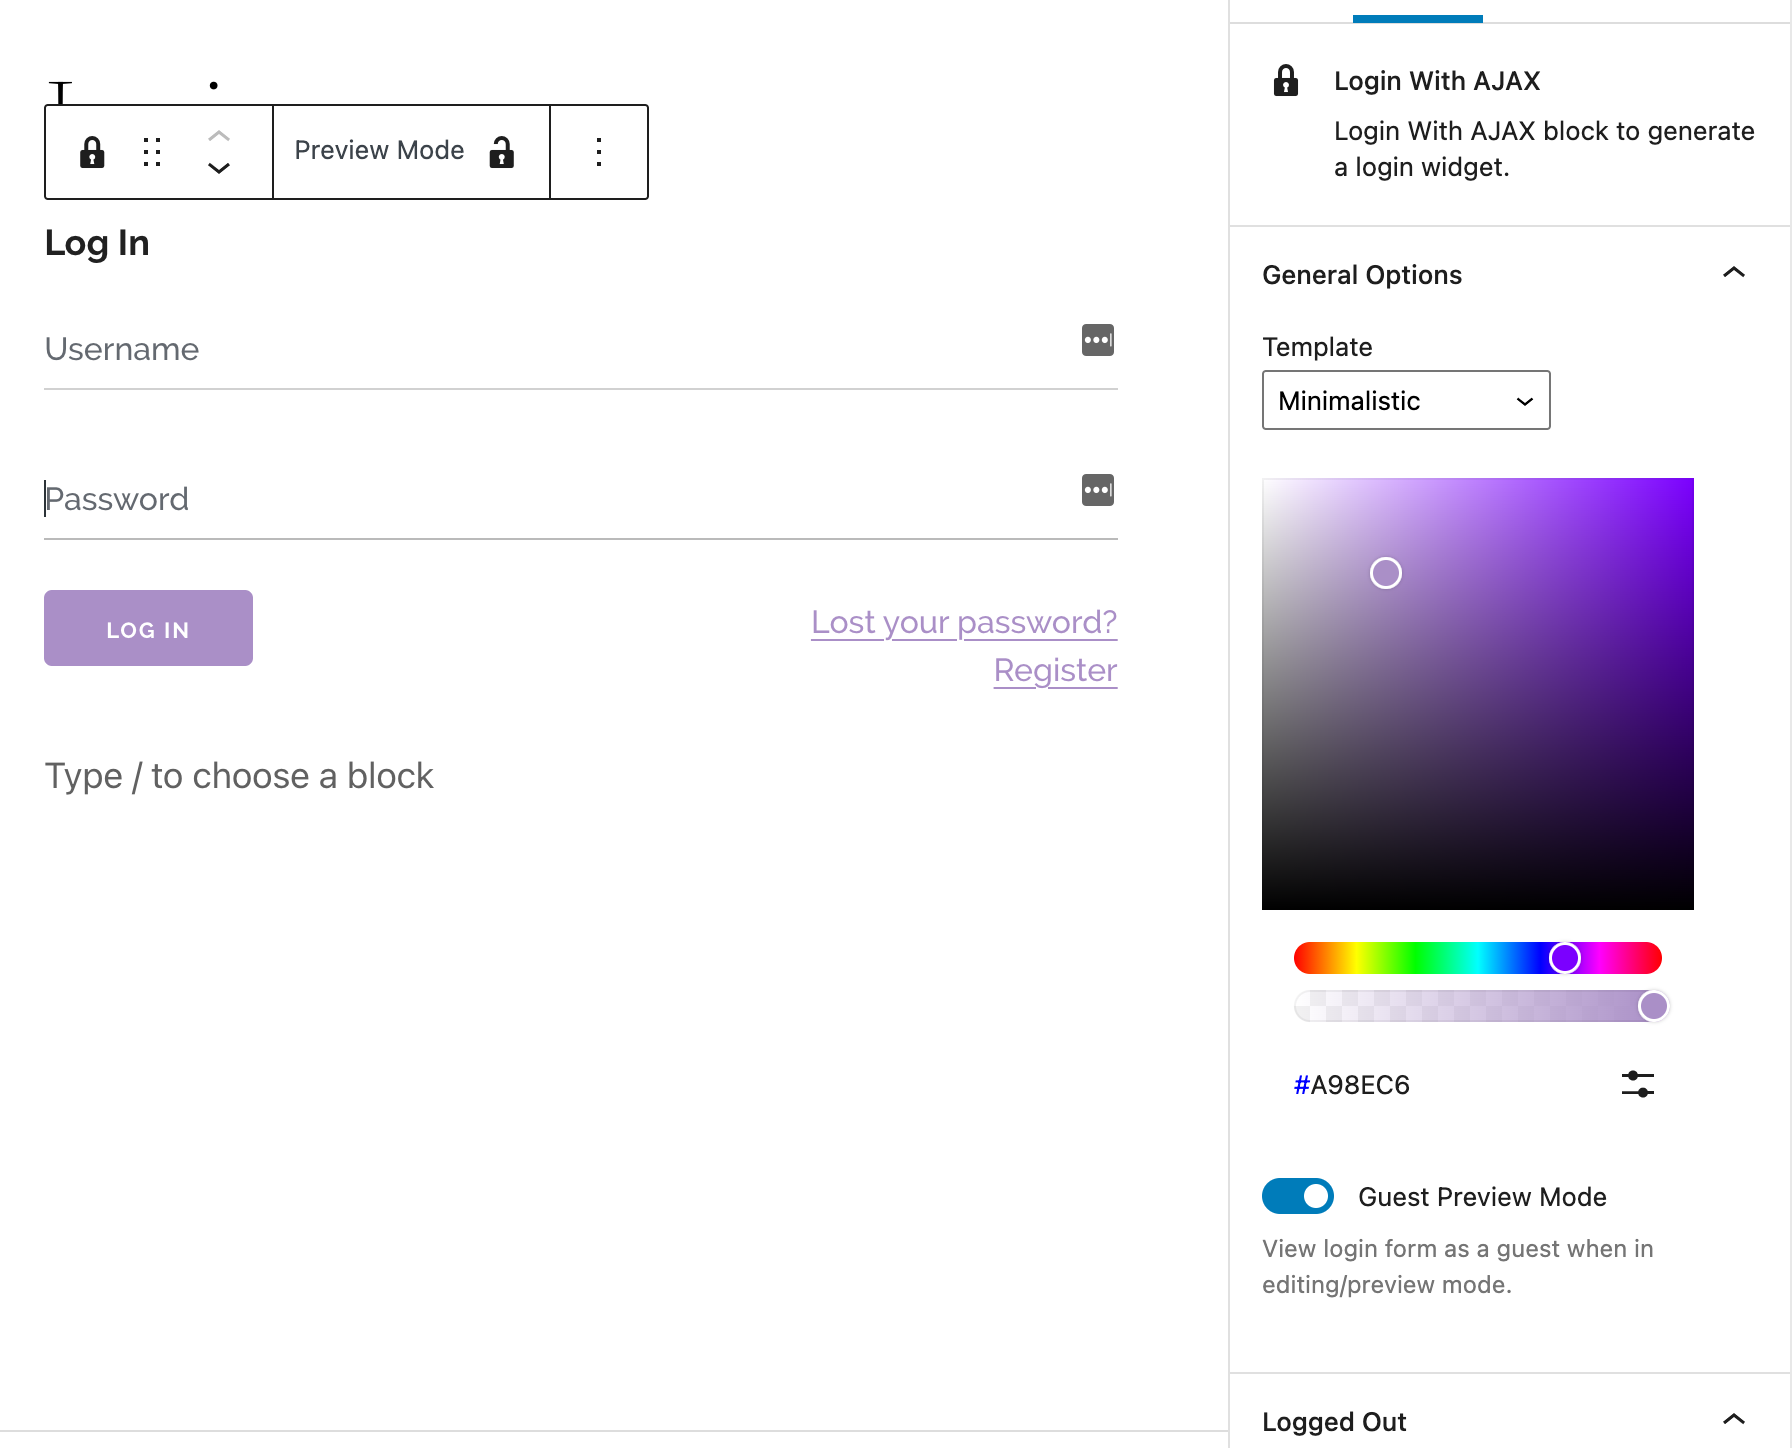 Preview Mode
Log In
Username
Password
LOG IN
Lost your password?
Register
Type / to choose a block
Login With AJAX
Login With AJAX block to generate
a login widget.
General Options
Template
Minimalistic
#A98EC6
Guest Preview Mode
View login form as a guest when in
editing/preview mode.
Logged Out